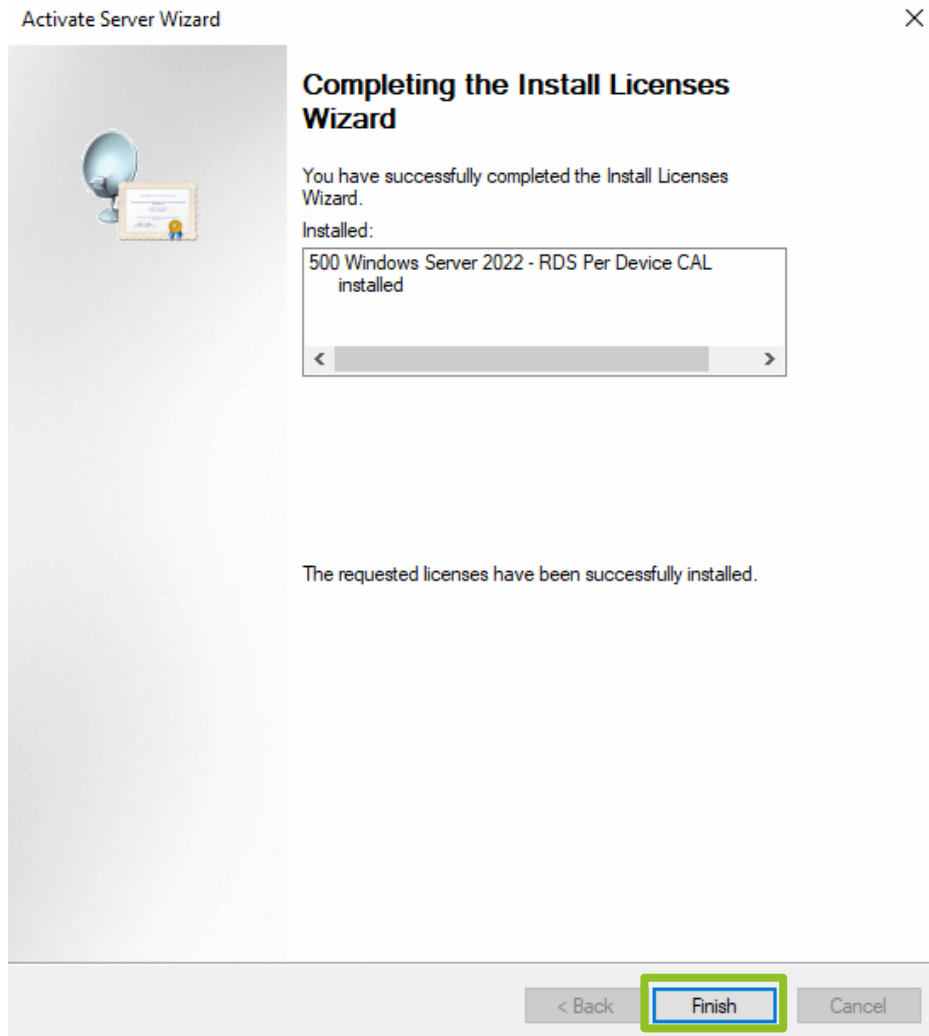 Activate Server Wizard
Completing the Install Licenses
Wizard
You have successfully completed the Install Licenses
Wizard.
Installed:
500 Windows Server 2022 - RDS Per Device CAL
installed
The requested licenses have been successfully installed.
< Back
Finish
Cancel